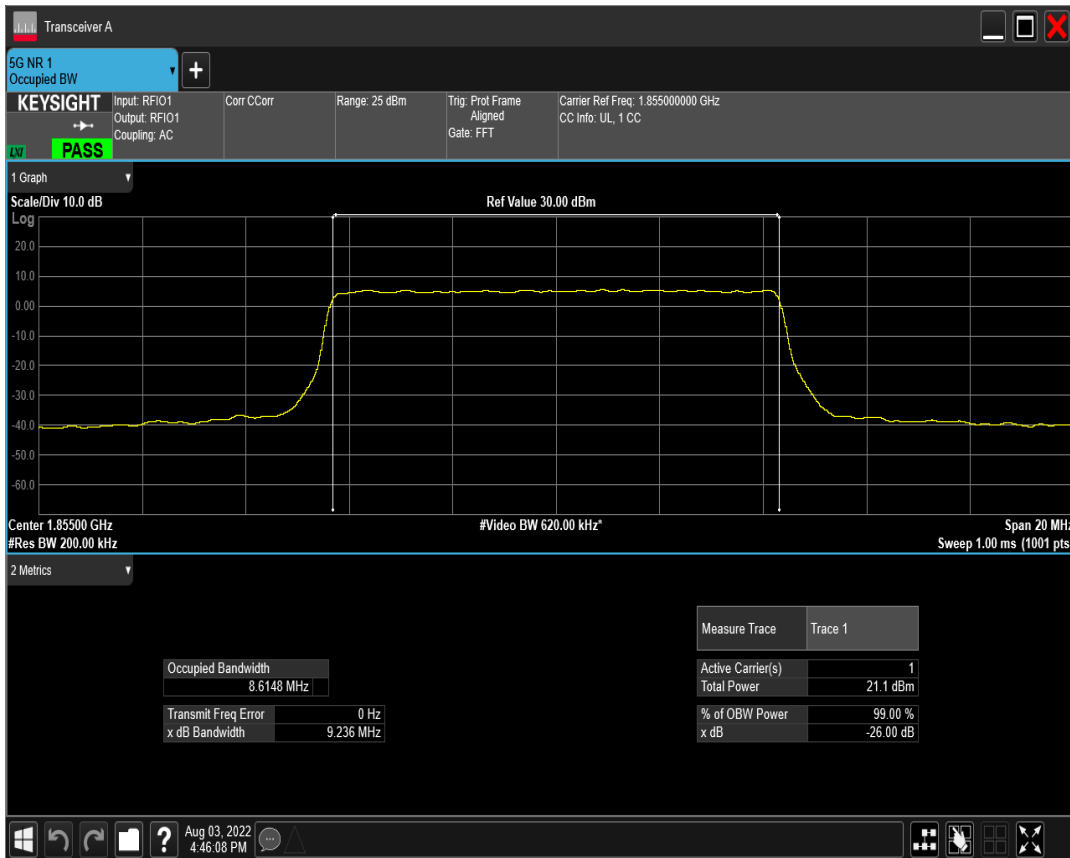 Transceiver A
5G NR 1
Occupied BW
KEYSIGHT
LXI
PASS
Input: RFIO1
Output: RFIO1
Coupling: AC
Corr CCorr
Range: 25 dBm
Trig: Prot Frame
Aligned
Gate: FFT
Carrier Ref Freq: 1.855000000 GHz
CC Info: UL, 1 CC
1 Graph
Scale/Div 10.0 dB
Ref Value 30.00 dBm
Log
20.0
10.0
0.00
-10.0
-20.0
-30.0
-40.0
-50.0
-60.0
Center 1.85500 GHz
#Video BW 620.00 kHz*
Span 20 MHz
#Res BW 200.00 kHz
Sweep 1.00 ms (1001 pts
2 Metrics
Measure Trace Trace 1
Occupied Bandwidth
8.6148 MHz
Active Carrier(s) 1
Total Power 21.1 dBm
Transmit Freq Error 0 Hz
x dB Bandwidth 9.236 MHz
% of OBW Power 99.00 %
x dB -26.00 dB
?
Aug 03, 2022
4:46:08 PM